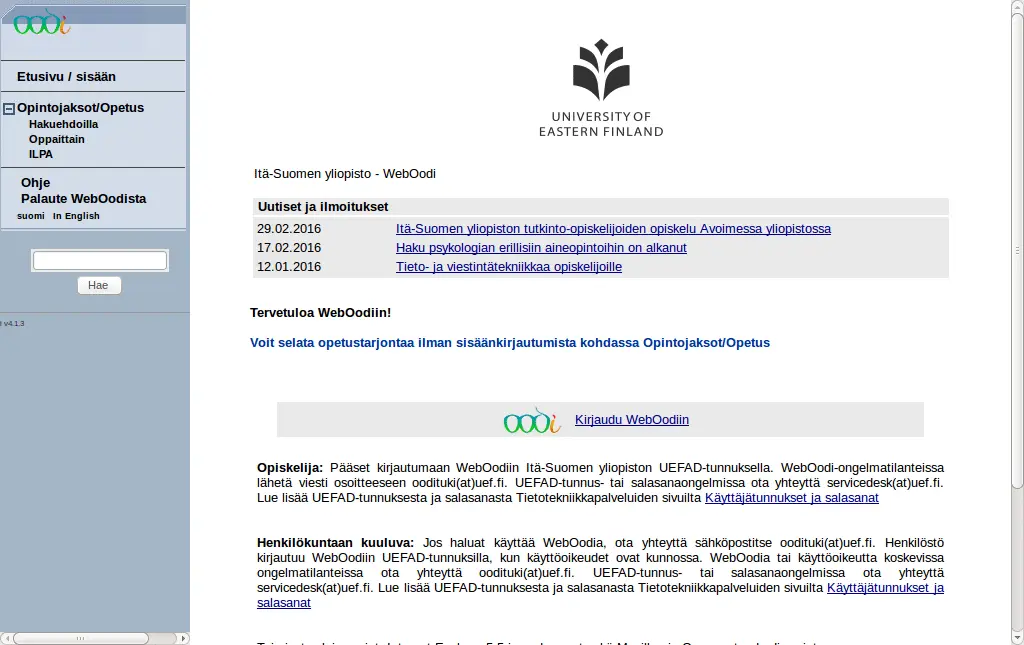 oodi
Etusivu / sisään
Opintojaksot/Opetus
Hakuehdoilla
Oppaittain
ILPA
Ohje
Palaute WebOodista
suomi In English
Hae
v4.1.3
UNIVERSITY OF
EASTERN FINLAND
Itä-Suomen yliopisto - WebOodi
Uutiset ja ilmoitukset
29.02.2016 Itä-Suomen yliopiston tutkinto-opiskelijoiden opiskelu Avoimessa yliopistossa
17.02.2016 Haku psykologian erillisiin aineopintoihin on alkanut
12.01.2016 Tieto- ja viestintätekniikkaa opiskelijoille
Tervetuloa WebOodiin!
Voit selata opetustarjontaa ilman sisäänkirjautumista kohdassa Opintojaksot/Opetus
oodi Kirjaudu WebOodiin
Opiskelija: Pääset kirjautumaan WebOodiin Itä-Suomen yliopiston UEFAD-tunnuksella. WebOodi-ongelmatilanteissa
lähetä viesti osoitteeseen oodituki(at)uef.fi. UEFAD-tunnus- tai salasanaongelmissa ota yhteyttä servicedesk(at)uef.fi.
Lue lisää UEFAD-tunnuksesta ja salasanasta Tietotekniikkapalveluiden sivuilta Käyttäjätunnukset ja salasanat
Henkilökuntaan kuuluva: Jos haluat käyttää WebOodia, ota yhteyttä sähköpostitse oodituki(at)uef.fi. Henkilöstö
kirjautuu WebOodiin UEFAD-tunnuksilla, kun käyttöoikeudet ovat kunnossa. WebOodia tai käyttöoikeutta koskevissa
ongelmatilanteissa ota yhteyttä oodituki(at)uef.fi. UEFAD-tunnus- tai salasanaongelmissa ota yhteyttä
servicedesk(at)uef.fi. Lue lisää UEFAD-tunnuksesta ja salasanasta Tietotekniikkapalveluiden sivuilta Käyttäjätunnukset ja
salasanat